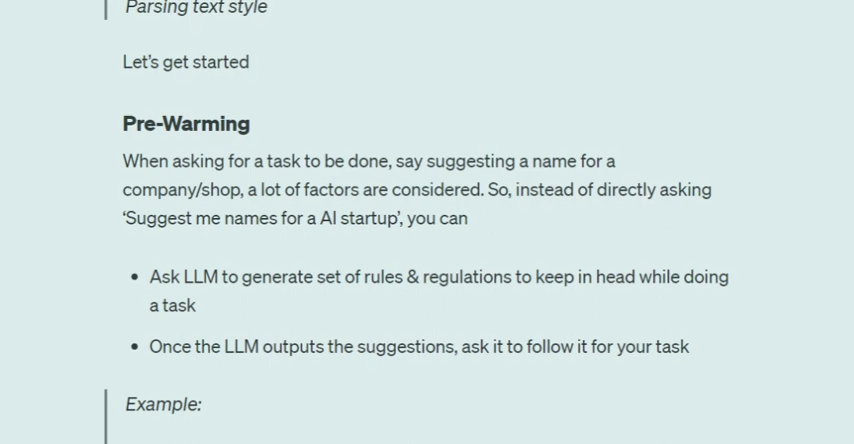 Parsing text style
Let's get started
Pre-Warming
When asking for a task to be done, say suggesting a name for a
company/shop, a lot of factors are considered. So, instead of directly asking
‘Suggest me names for a AI startup’, you can
• Ask LLM to generate set of rules & regulations to keep in head while doing
a task
• Once the LLM outputs the suggestions, ask it to follow it for your task
Example: